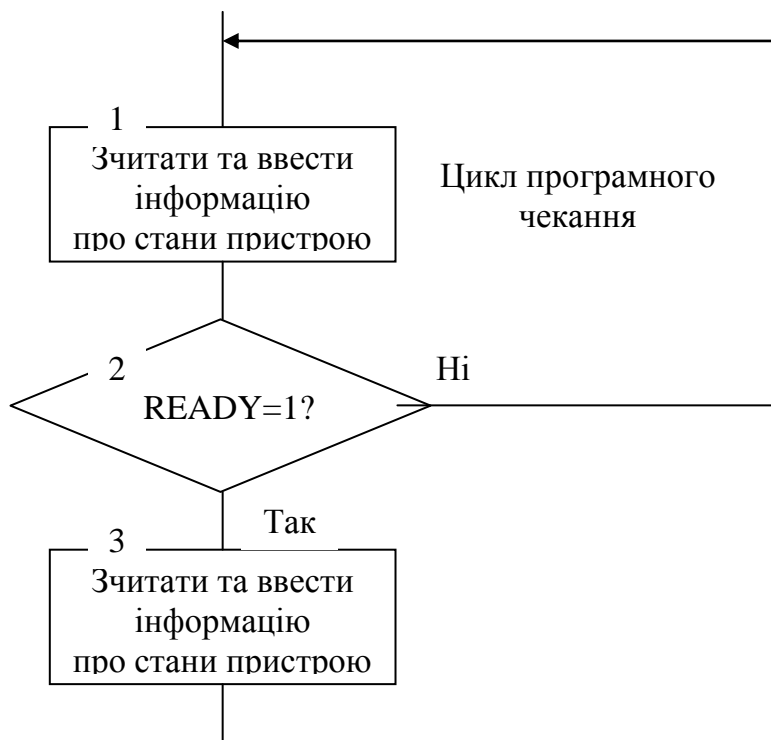 1
Зчитати та ввести
інформацію
про стани пристрою
Цикл програмного
чекання
2
READY=1?
Ні
Так
3
Зчитати та ввести
інформацію
про стани пристрою